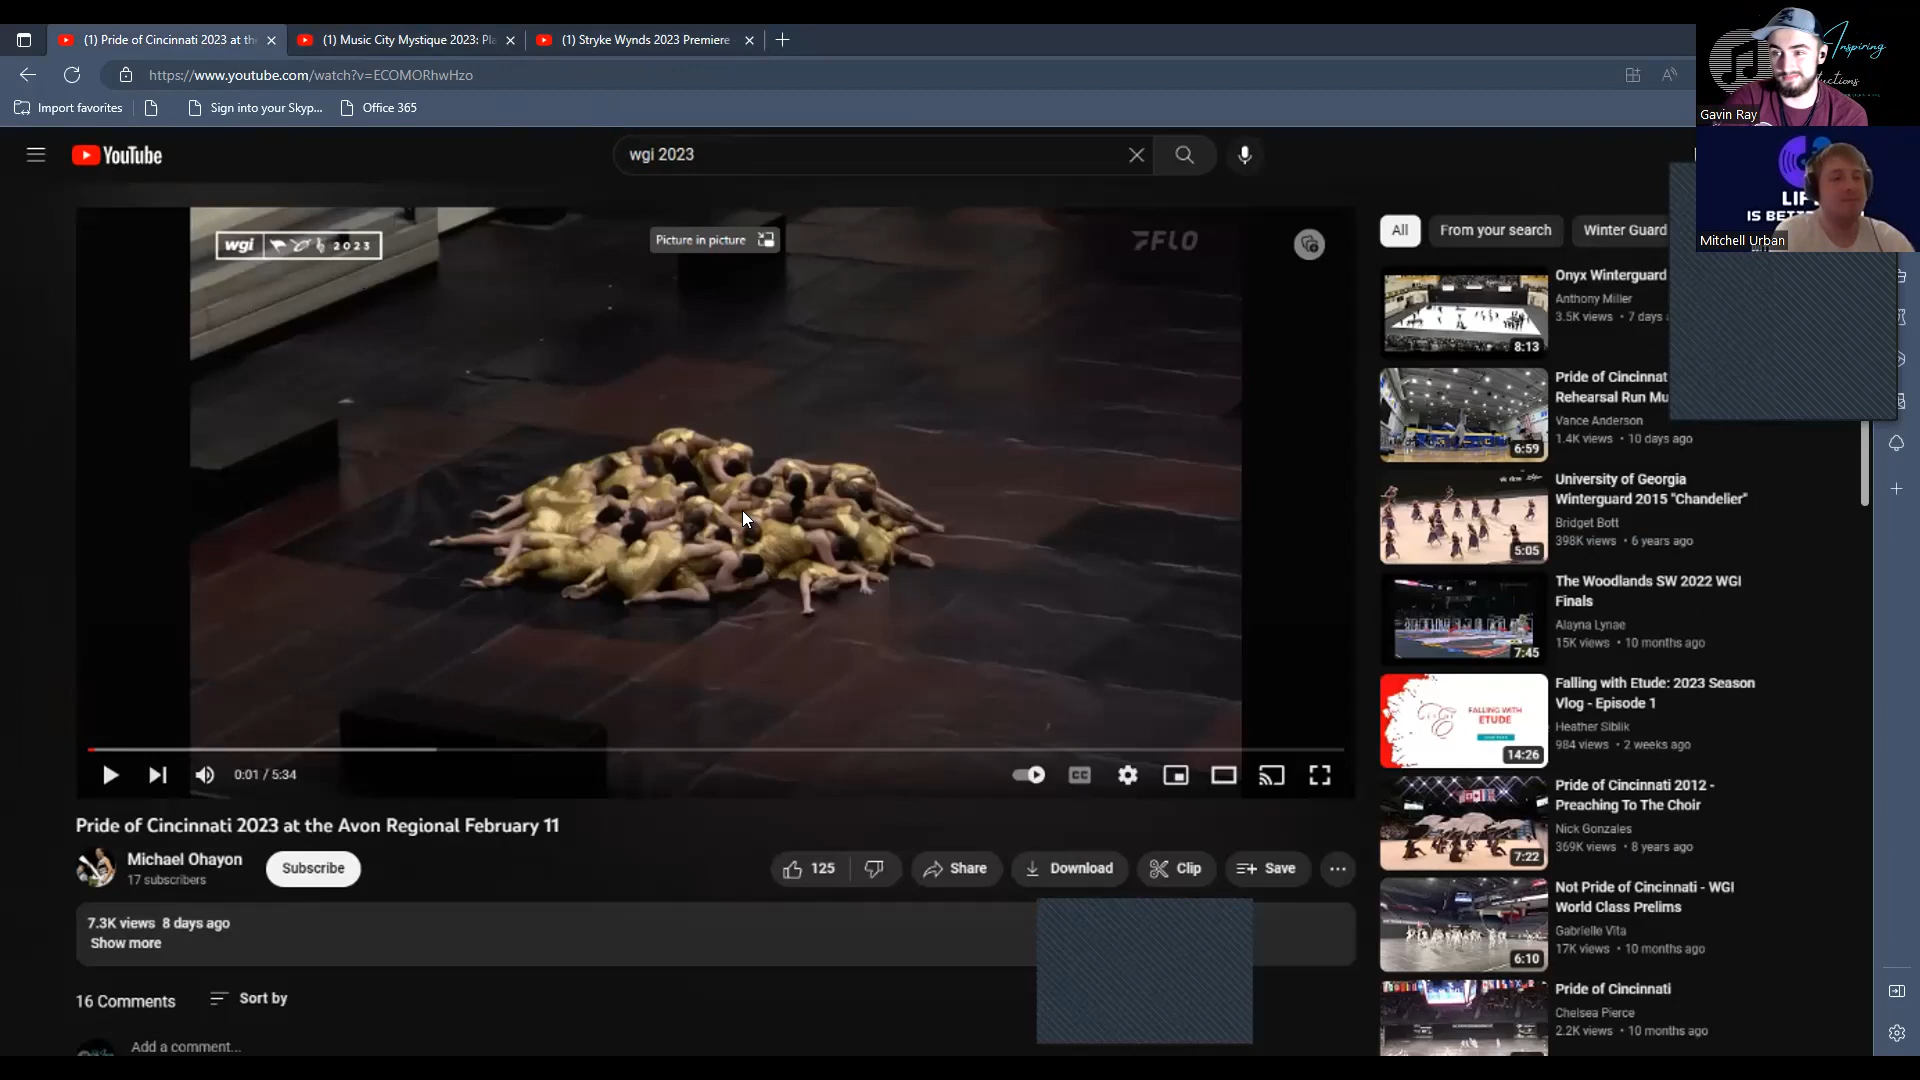 (1) Pride of Cincinnati 2023 at the
(1) Music City Mystique 2023: Pla
(1) Stryke Wynds 2023 Premiere
https://www.youtube.com/watch?v=ECOMORhwHzo
Import favorites
Sign into your Skyp...
Office 365
Inspiring
Gavin Ray
YouTube
wgi 2023
LIF
IS BET
Mitchell Urban
wgi 2023
Picture in picture
FLO
All
From your search
Winter Guard
Onyx Winterguard
Anthony Miller
3.5K views • 7 days
8:13
Pride of Cincinnat
Rehearsal Run Mu
Vance Anderson
1.4K views • 10 days ago
6:59
University of Georgia
Winterguard 2015 "Chandelier"
Bridget Bott
398K views • 6 years ago
5:05
The Woodlands SW 2022 WGI
Finals
Alayna Lynae
15K views • 10 months ago
7:45
Falling with Etude: 2023 Season
Vlog - Episode 1
Heather Siblik
984 views • 2 weeks ago
FALLING WITH
ETUDE
14:26
Pride of Cincinnati 2012 -
Preaching To The Choir
Nick Gonzales
369K views • 8 years ago
7:22
Not Pride of Cincinnati - WGI
World Class Prelims
Gabrielle Vita
17K views • 10 months ago
6:10
Pride of Cincinnati
Chelsea Pierce
2.2K views • 10 months ago
0:01 / 5:34
CC
Pride of Cincinnati 2023 at the Avon Regional February 11
Michael Ohayon
17 subscribers
Subscribe
125
Share
Download
Clip
Save
7.3K views 8 days ago
Show more
16 Comments
Sort by
Add a comment...